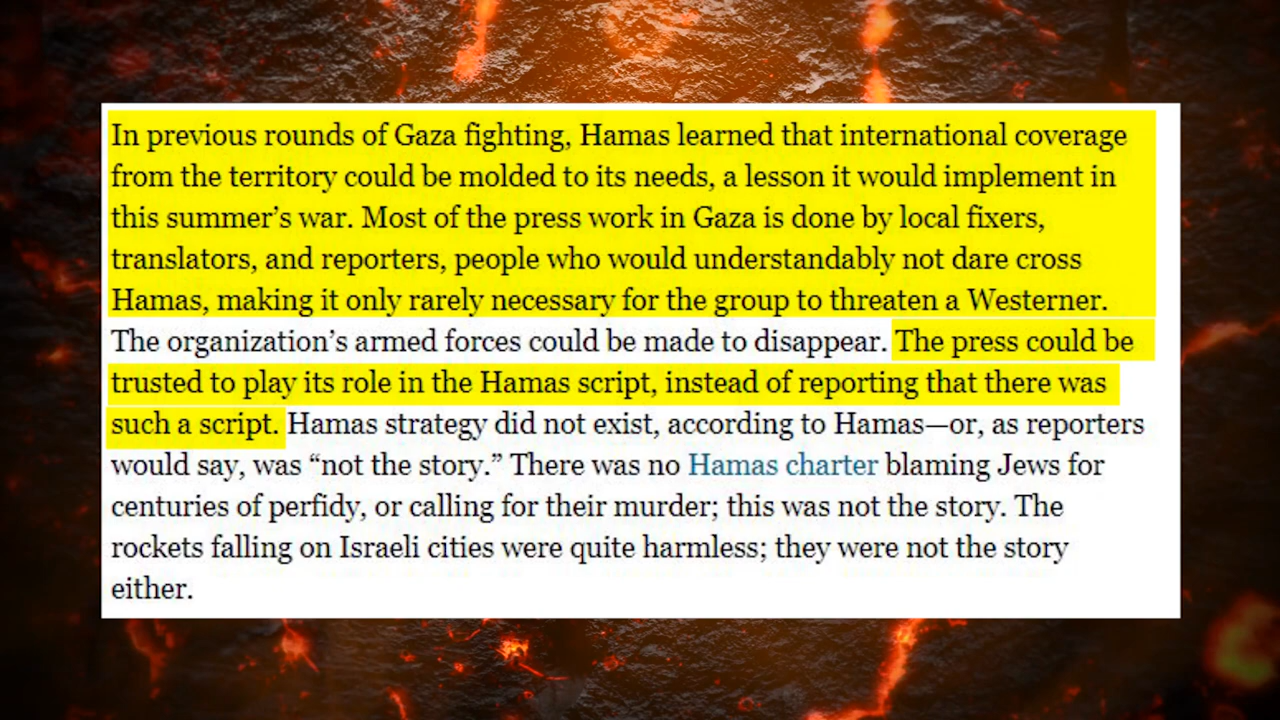 In previous rounds of Gaza fighting, Hamas learned that international coverage
from the territory could be molded to its needs, a lesson it would implement in
this summer’s war. Most of the press work in Gaza is done by local fixers,
translators, and reporters, people who would understandably not dare cross
Hamas, making it only rarely necessary for the group to threaten a Westerner.
The organization’s armed forces could be made to disappear. The press could be
trusted to play its role in the Hamas script, instead of reporting that there was
such a script. Hamas strategy did not exist, according to Hamas—or, as reporters
would say, was “not the story.” There was no Hamas charter blaming Jews for
centuries of perfidy, or calling for their murder; this was not the story. The
rockets falling on Israeli cities were quite harmless; they were not the story
either.